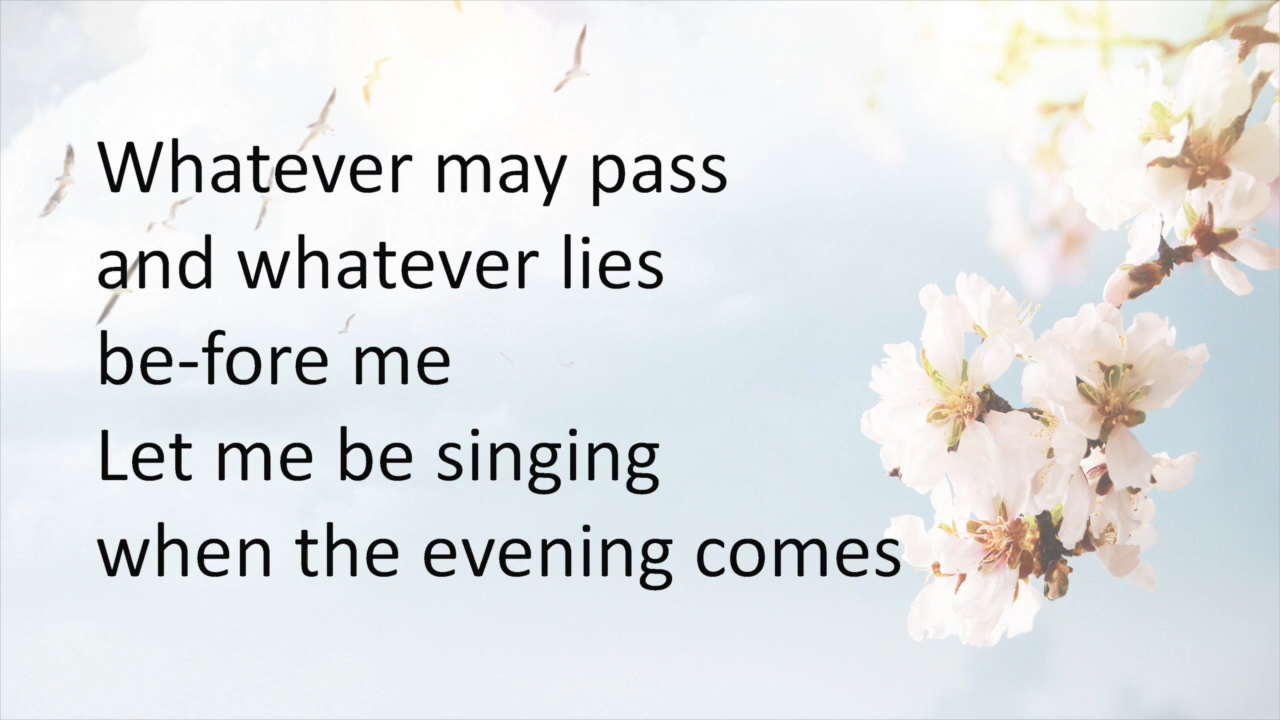 Whatever may pass
and whatever lies
be-fore me
Let me be singing
when the evening comes